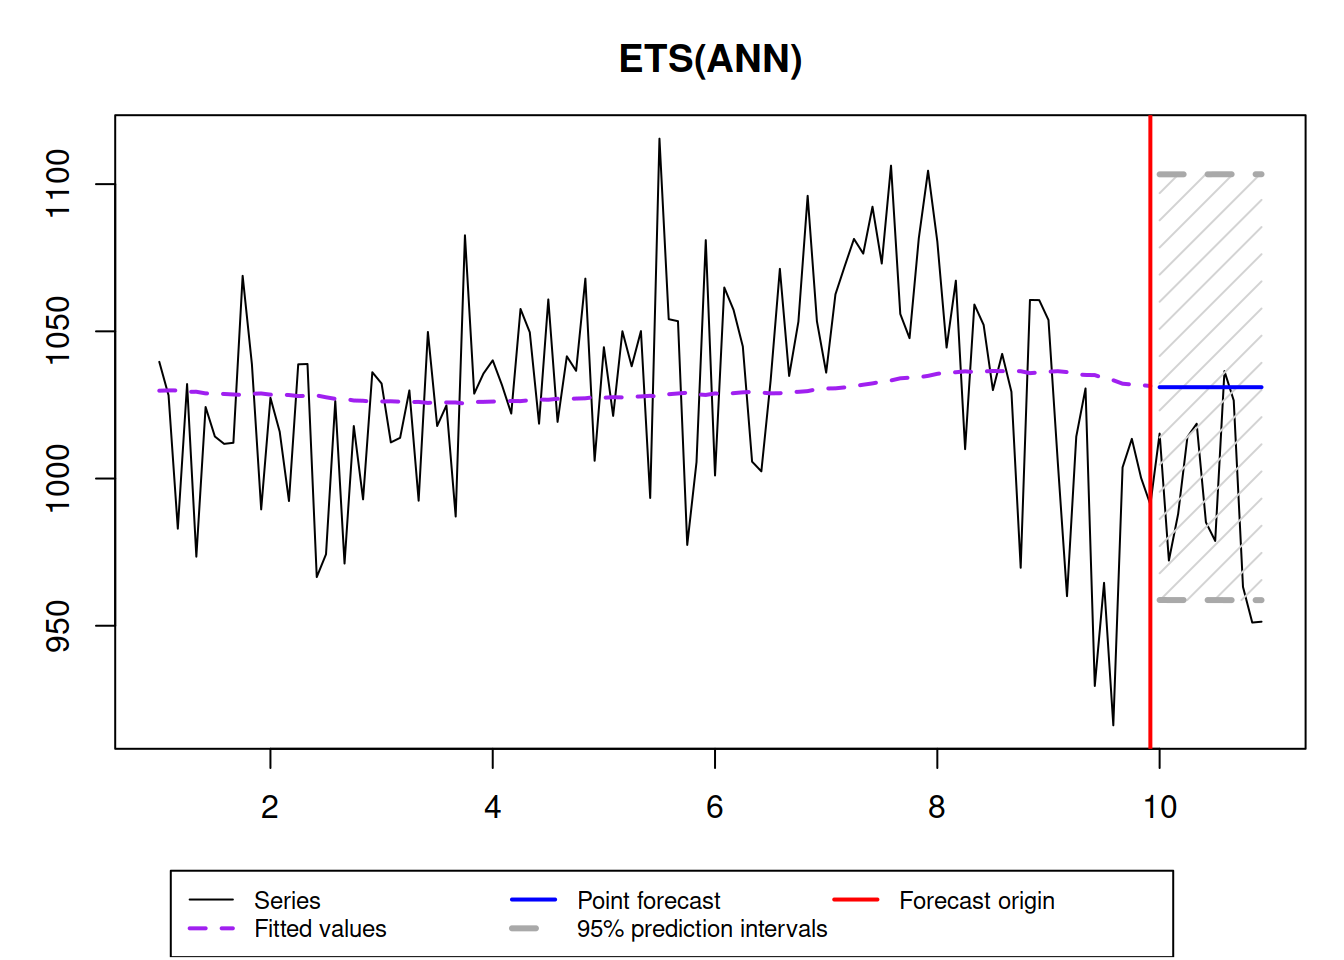 ETS(ANN)
1100
1050
1000
950
2 4 6 8 10
Series Point forecast Forecast origin
Fitted values 95% prediction intervals